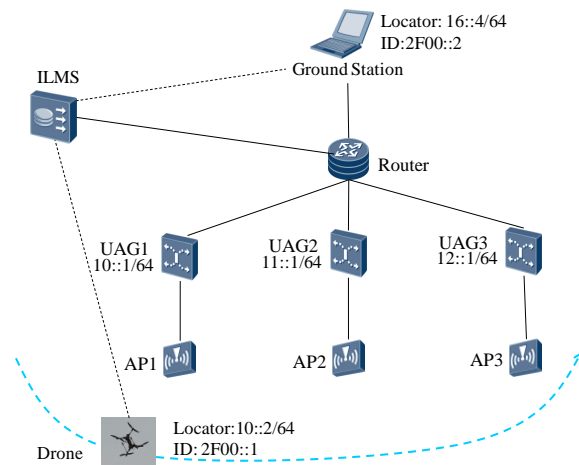 Locator: 16::4/64
ID:2F00::2
Ground Station
ILMS
Router
UAG1
10::1/64
UAG2
11::1/64
UAG3
12::1/64
AP1
AP2
AP3
Locator:10::2/64
ID: 2F00::1
Drone